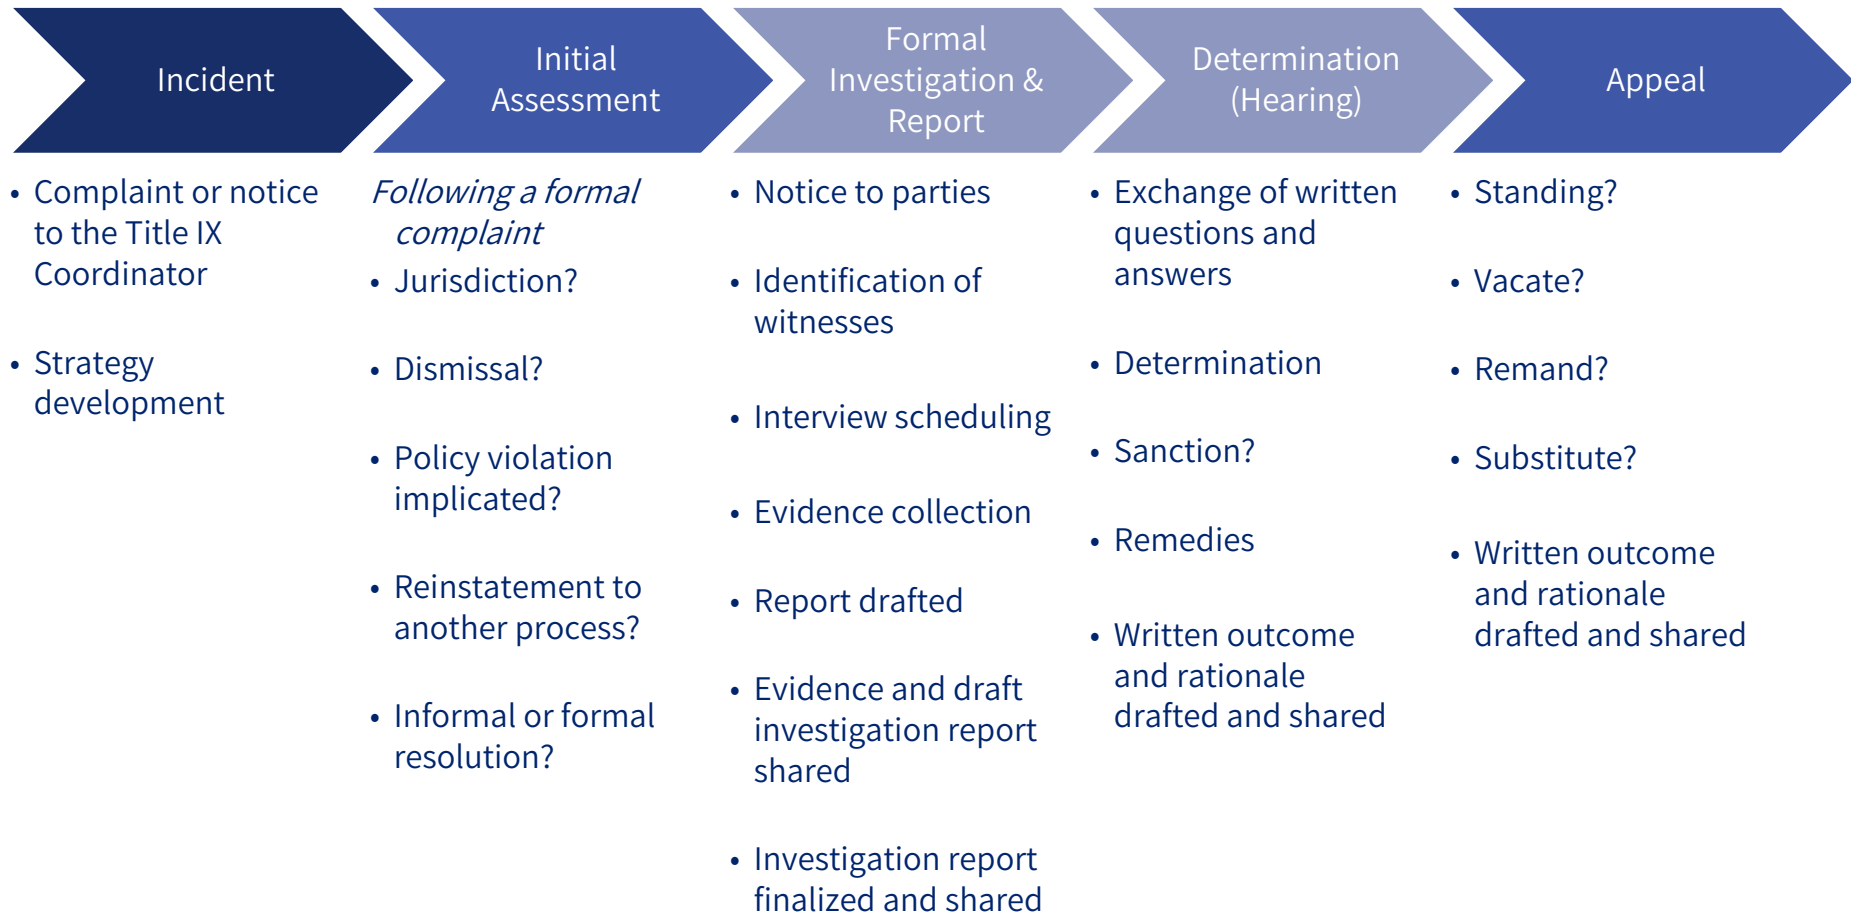 Incident
Initial
Assessment
Formal
Investigation &
Report
Determination
(Hearing)
Appeal
• Complaint or notice
to the Title IX
Coordinator
• Strategy
development
Following a formal
complaint
• Jurisdiction?
• Dismissal?
• Policy violation
implicated?
• Reinstatement to
another process?
• Informal or formal
resolution?
• Notice to parties
• Identification of
witnesses
• Interview scheduling
• Evidence collection
• Report drafted
• Evidence and draft
investigation report
shared
• Investigation report
finalized and shared
• Exchange of written
questions and
answers
• Determination
• Sanction?
• Remedies
• Written outcome
and rationale
drafted and shared
• Standing?
• Vacate?
• Remand?
• Substitute?
• Written outcome
and rationale
drafted and shared